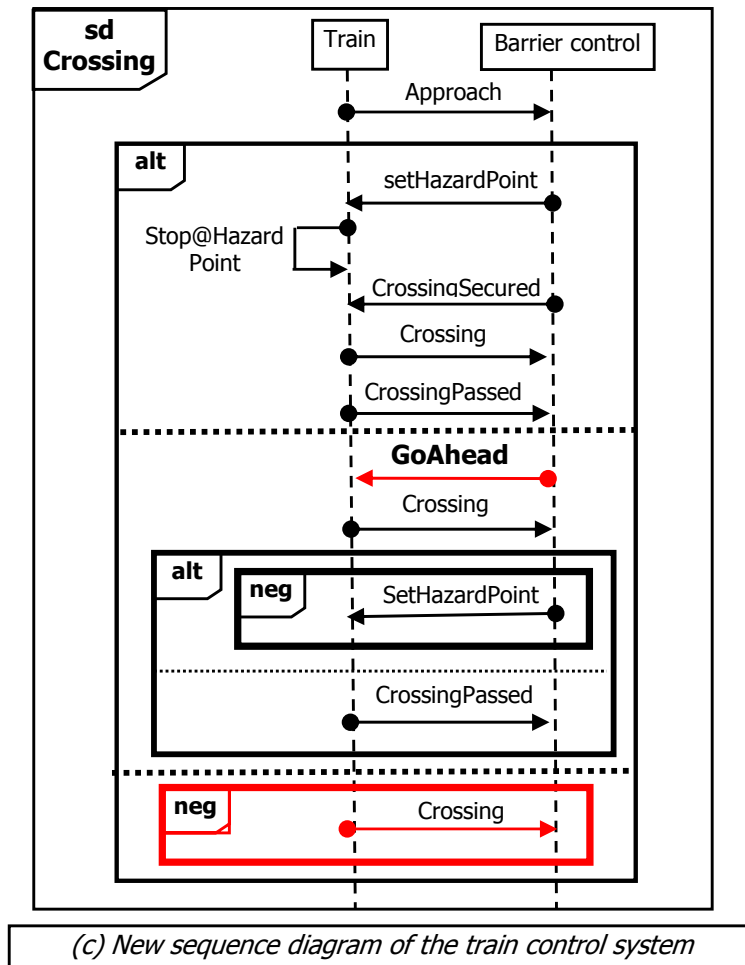 sd
Crossing
Train
Barrier control
Approach
alt
setHazardPoint
Stop@Hazard
Point
CrossingSecured
Crossing
CrossingPassed
GoAhead
Crossing
alt
neg
SetHazardPoint
CrossingPassed
neg
Crossing
(c) New sequence diagram of the train control system